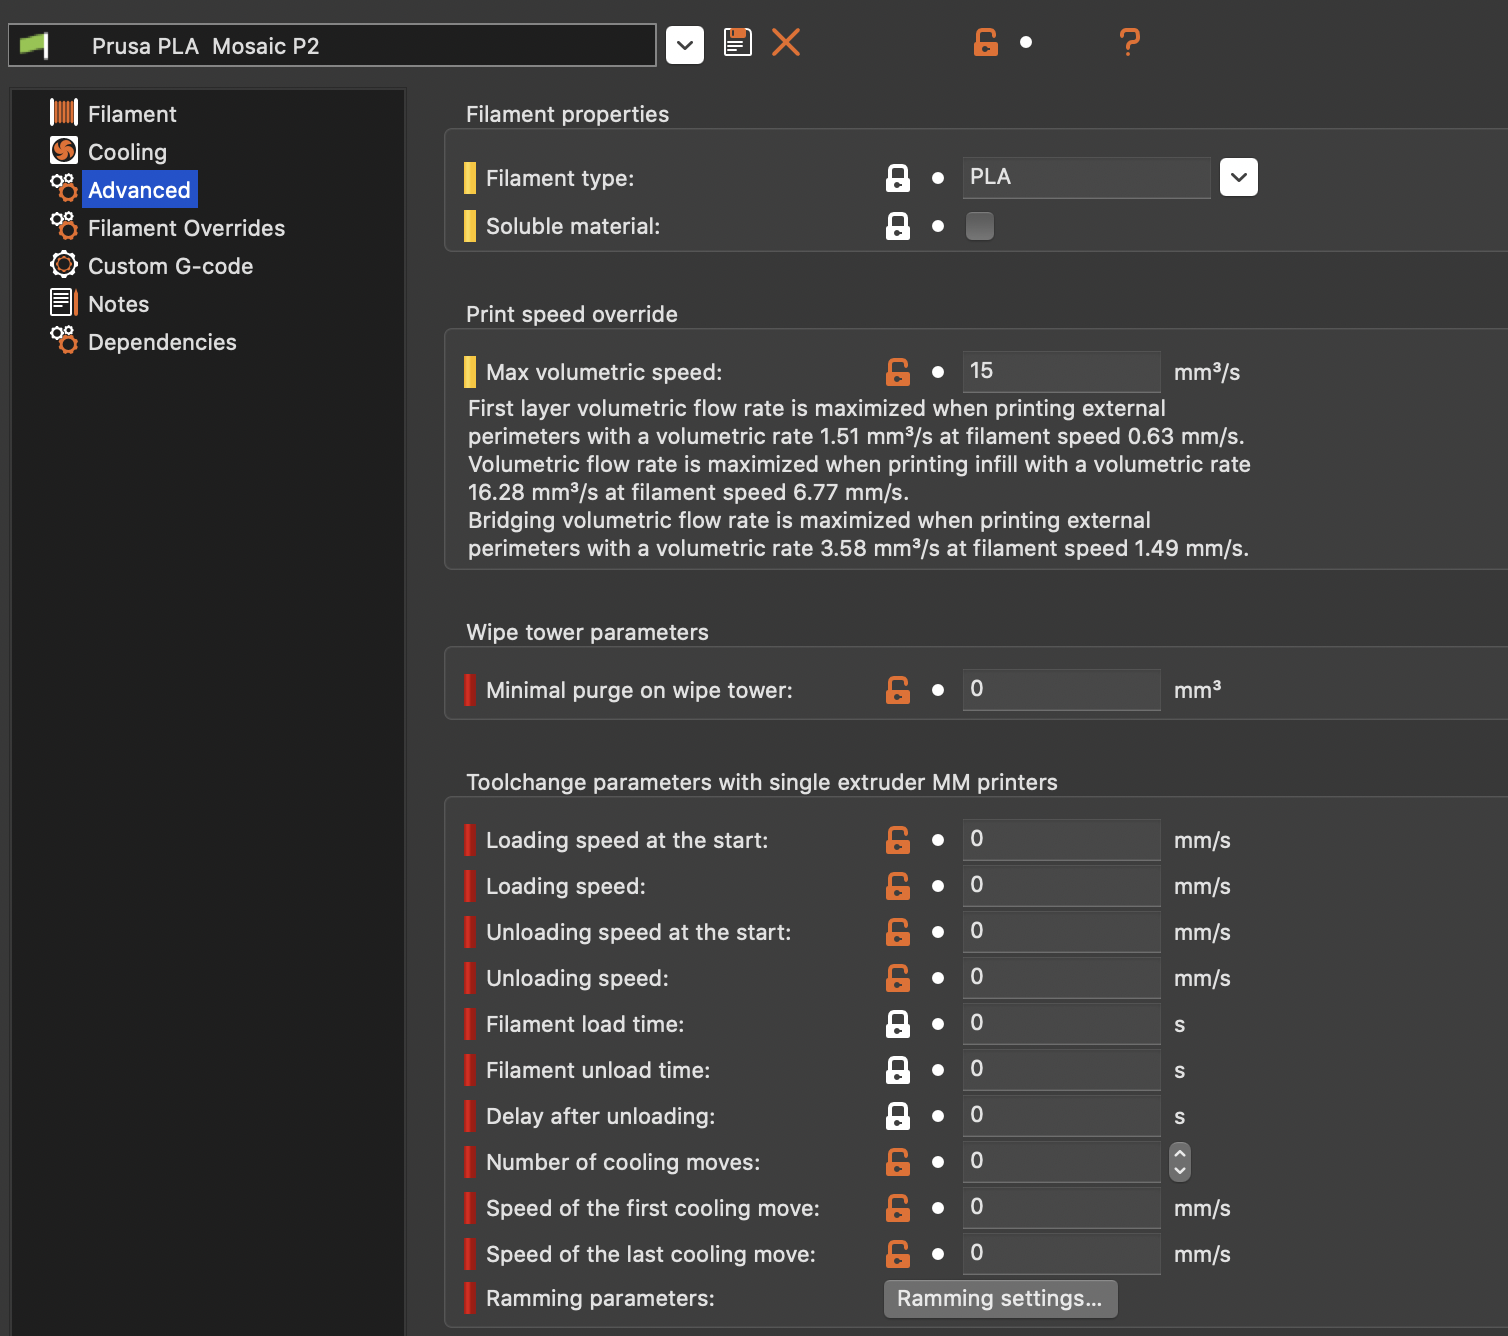 Prusa PLA  Mosaic P2
?
Filament
Cooling
Advanced
Filament Overrides
Custom G-code
Notes
Dependencies
Filament properties
Filament type: PLA
Soluble material:
Print speed override
Max volumetric speed: 15 mm³/s
First layer volumetric flow rate is maximized when printing external
perimeters with a volumetric rate 1.51 mm³/s at filament speed 0.63 mm/s.
Volumetric flow rate is maximized when printing infill with a volumetric rate
16.28 mm³/s at filament speed 6.77 mm/s.
Bridging volumetric flow rate is maximized when printing external
perimeters with a volumetric rate 3.58 mm³/s at filament speed 1.49 mm/s.
Wipe tower parameters
Minimal purge on wipe tower: 0 mm³
Toolchange parameters with single extruder MM printers
Loading speed at the start: 0 mm/s
Loading speed: 0 mm/s
Unloading speed at the start: 0 mm/s
Unloading speed: 0 mm/s
Filament load time: 0 s
Filament unload time: 0 s
Delay after unloading: 0 s
Number of cooling moves: 0
Speed of the first cooling move: 0 mm/s
Speed of the last cooling move: 0 mm/s
Ramming parameters: Ramming settings...